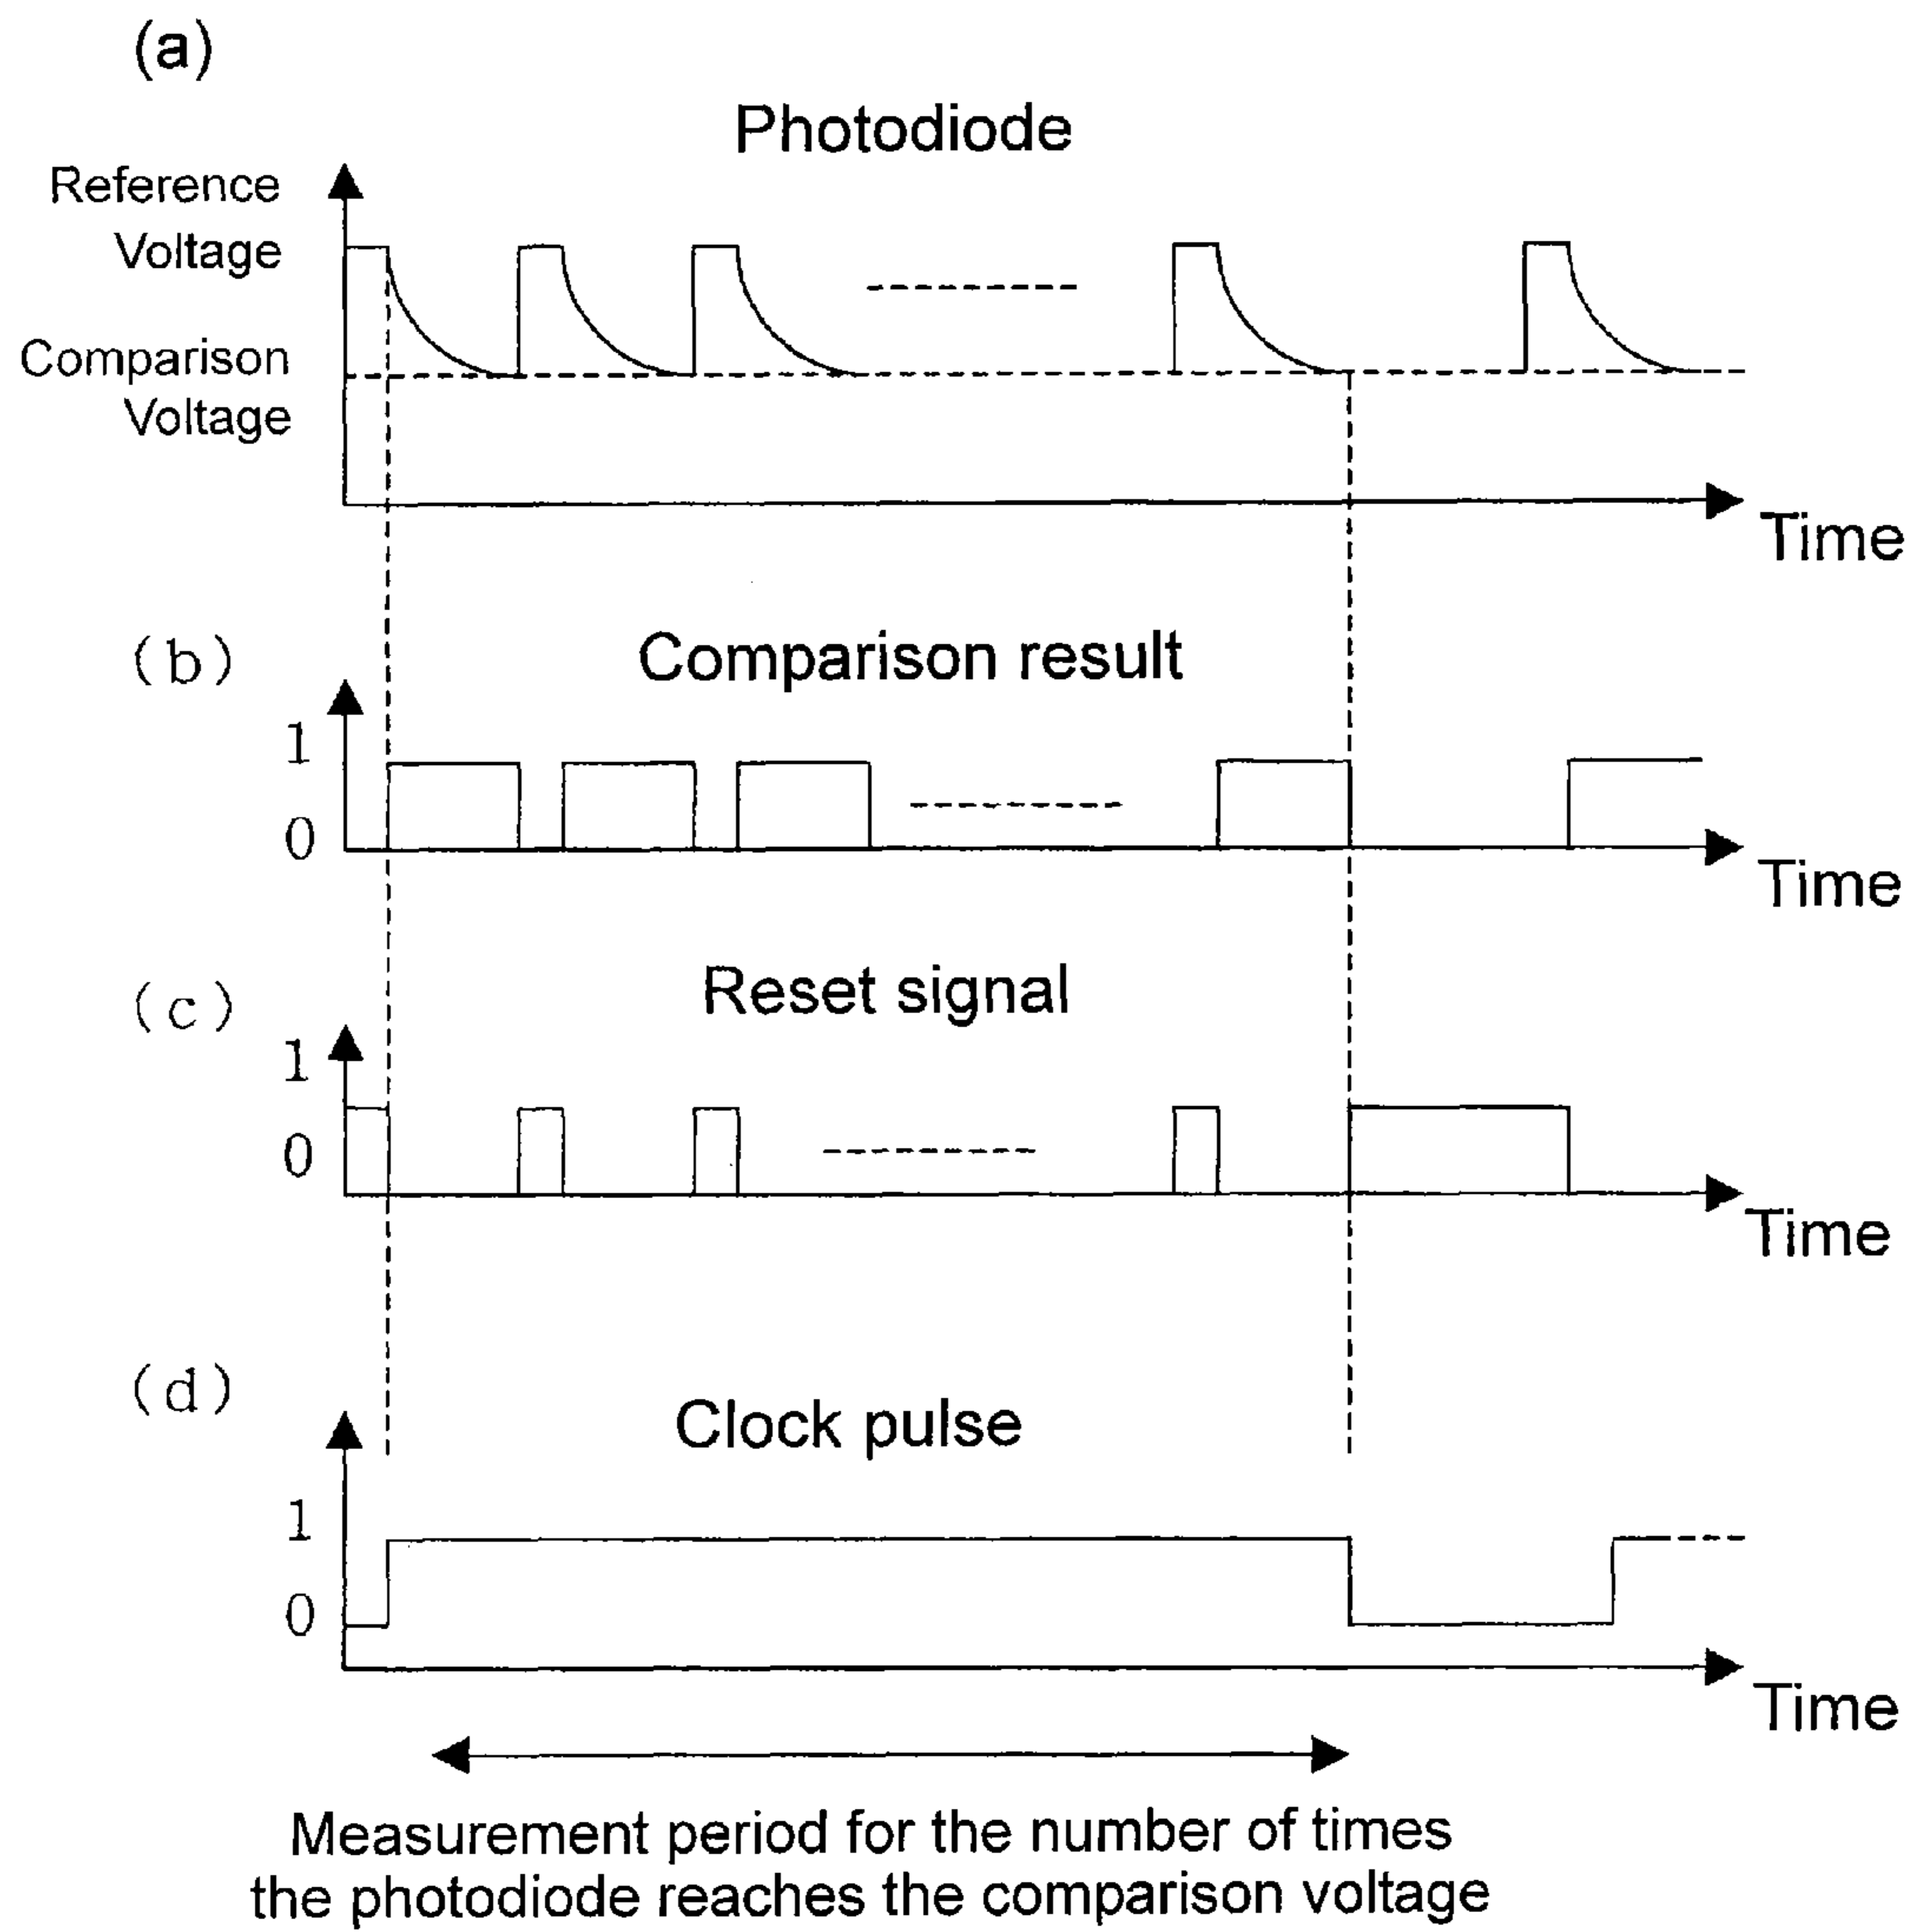 (a)
Photodiode
Reference
Voltage
Comparison
Voltage
Time
(b)
Comparison result
1
0
Time
(c)
Reset signal
1
0
Time
(d)
Clock pulse
1
0
Time
Measurement period for the number of times
the photodiode reaches the comparison voltage